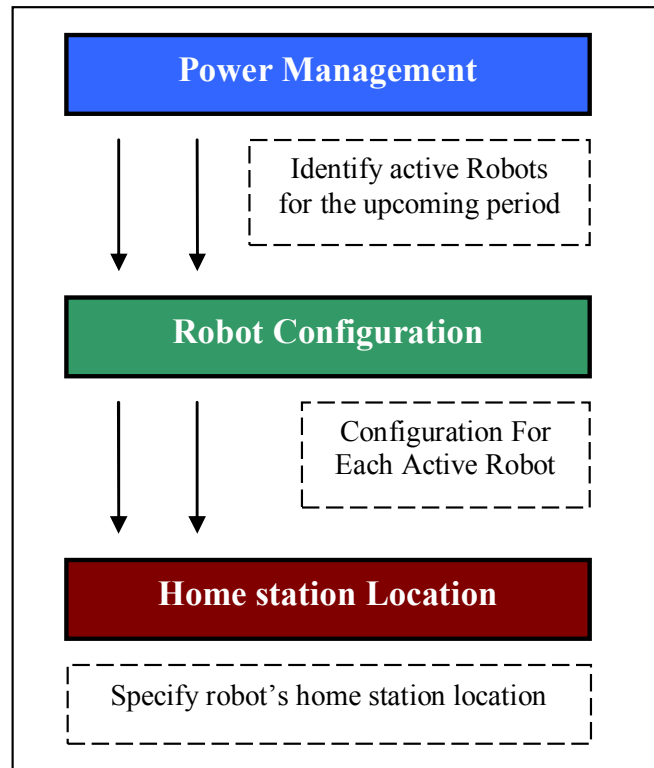 Power Management
Identify active Robots
for the upcoming period
Robot Configuration
Configuration For
Each Active Robot
Home station Location
Specify robot’s home station location